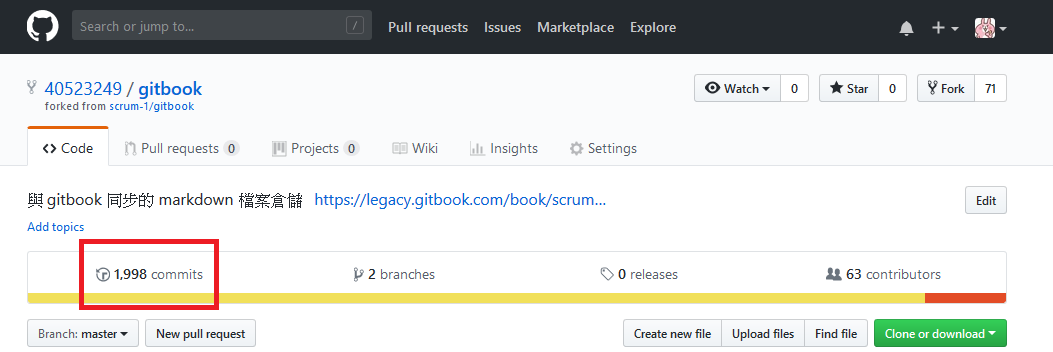 Search or jump to... / Pull requests Issues Marketplace Explore
40523249 / gitbook Watch 0 Star 0 Fork 71
forked from scrum-1/gitbook
Code Pull requests 0 Projects 0 Wiki Insights Settings
與 gitbook 同步的 markdown 檔案倉儲 https://legacy.gitbook.com/book/scrum... Edit
Add topics
1,998 commits 2 branches 0 releases 63 contributors
Branch: master New pull request Create new file Upload files Find file Clone or download